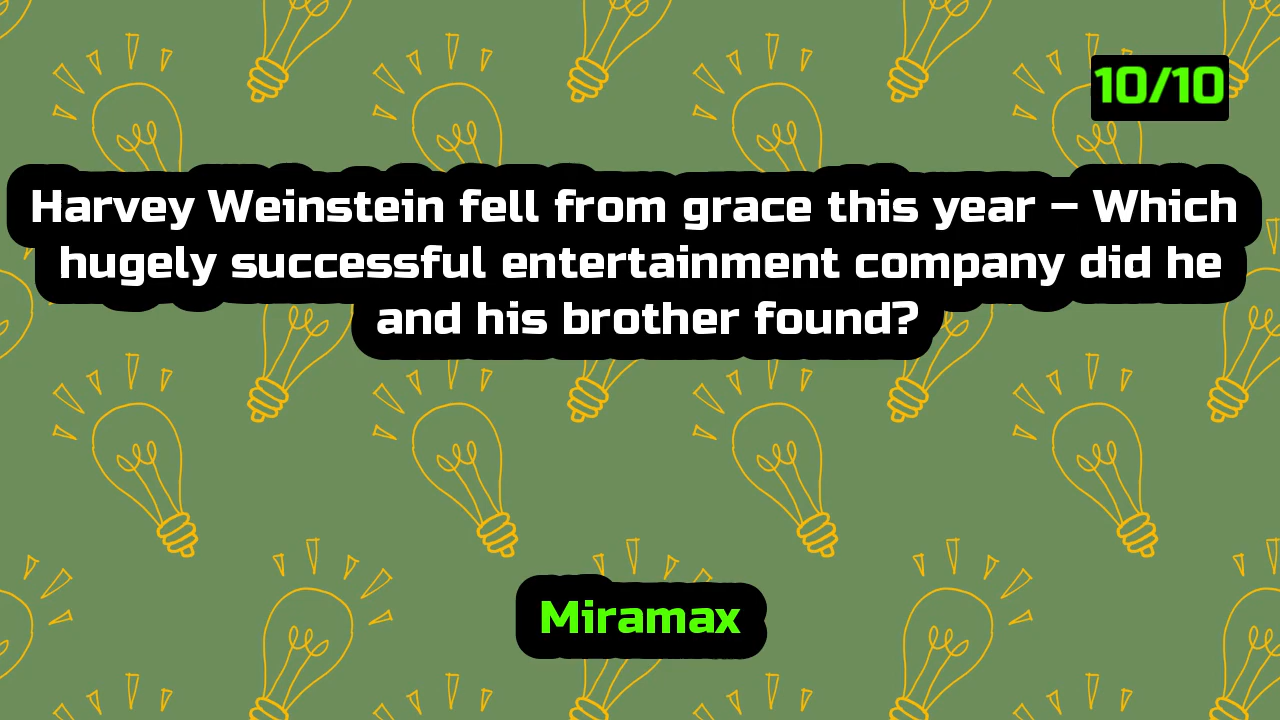 10/10
Harvey Weinstein fell from grace this year – Which
hugely successful entertainment company did he
and his brother found?
Miramax